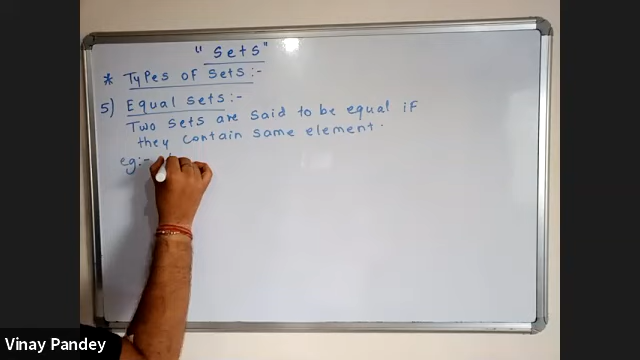 " Sets"
* Types of Sets :-
5) Equal sets :-
Two sets are said to be equal if
they contain same element.
eg:-
Vinay Pandey